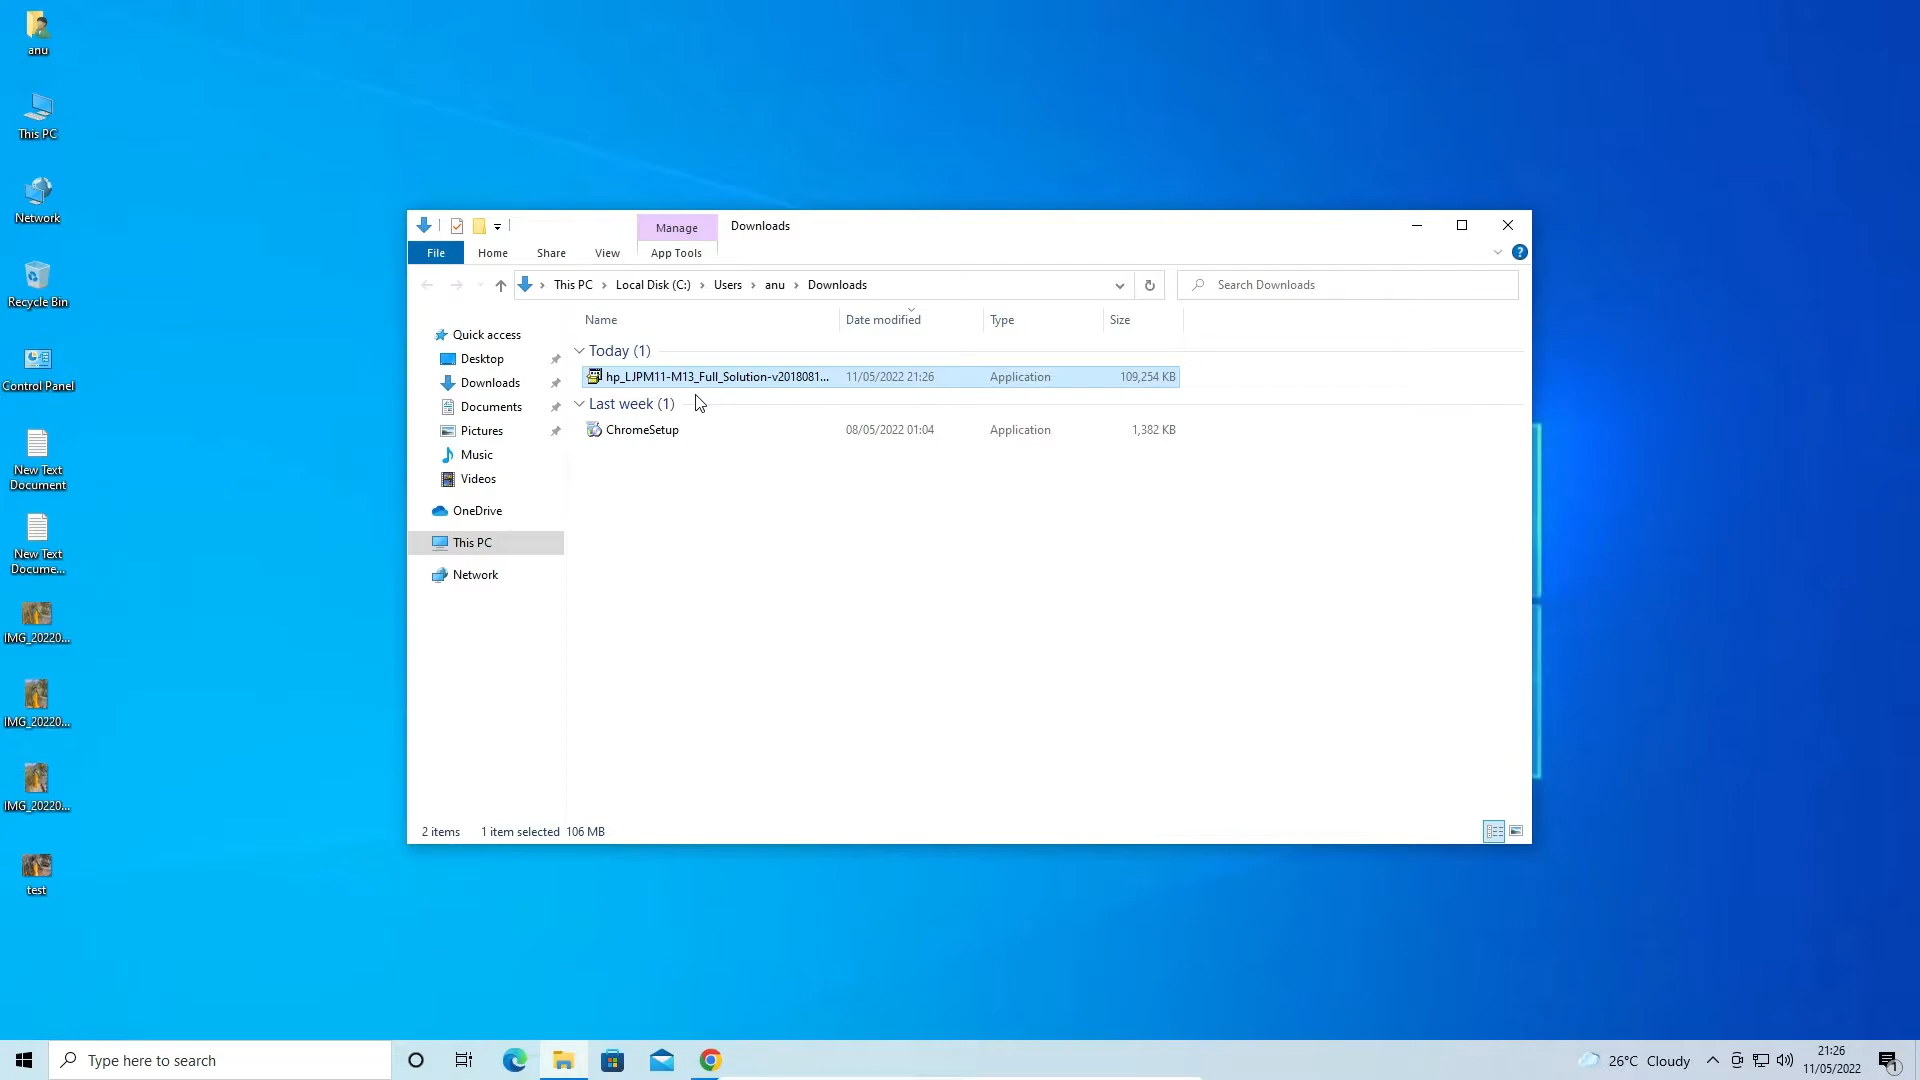 anu
This PC
Network
Recycle Bin
Control Panel
New Text
Document
New Text
Docume...
IMG_20220...
IMG_20220...
IMG_20220...
test
Manage
Downloads
File
Home
Share
View
App Tools
This PC
Local Disk (C:)
Users
anu
Downloads
Search Downloads
Name
Date modified
Type
Size
Quick access
Desktop
Downloads
Documents
Pictures
Music
Videos
OneDrive
This PC
Network
Today (1)
hp_LJPM11-M13_Full_Solution-v2018081... 11/05/2022 21:26 Application 109,254 KB
Last week (1)
ChromeSetup 08/05/2022 01:04 Application 1,382 KB
2 items 1 item selected 106 MB
Type here to search
26°C Cloudy
21:26
11/05/2022
1